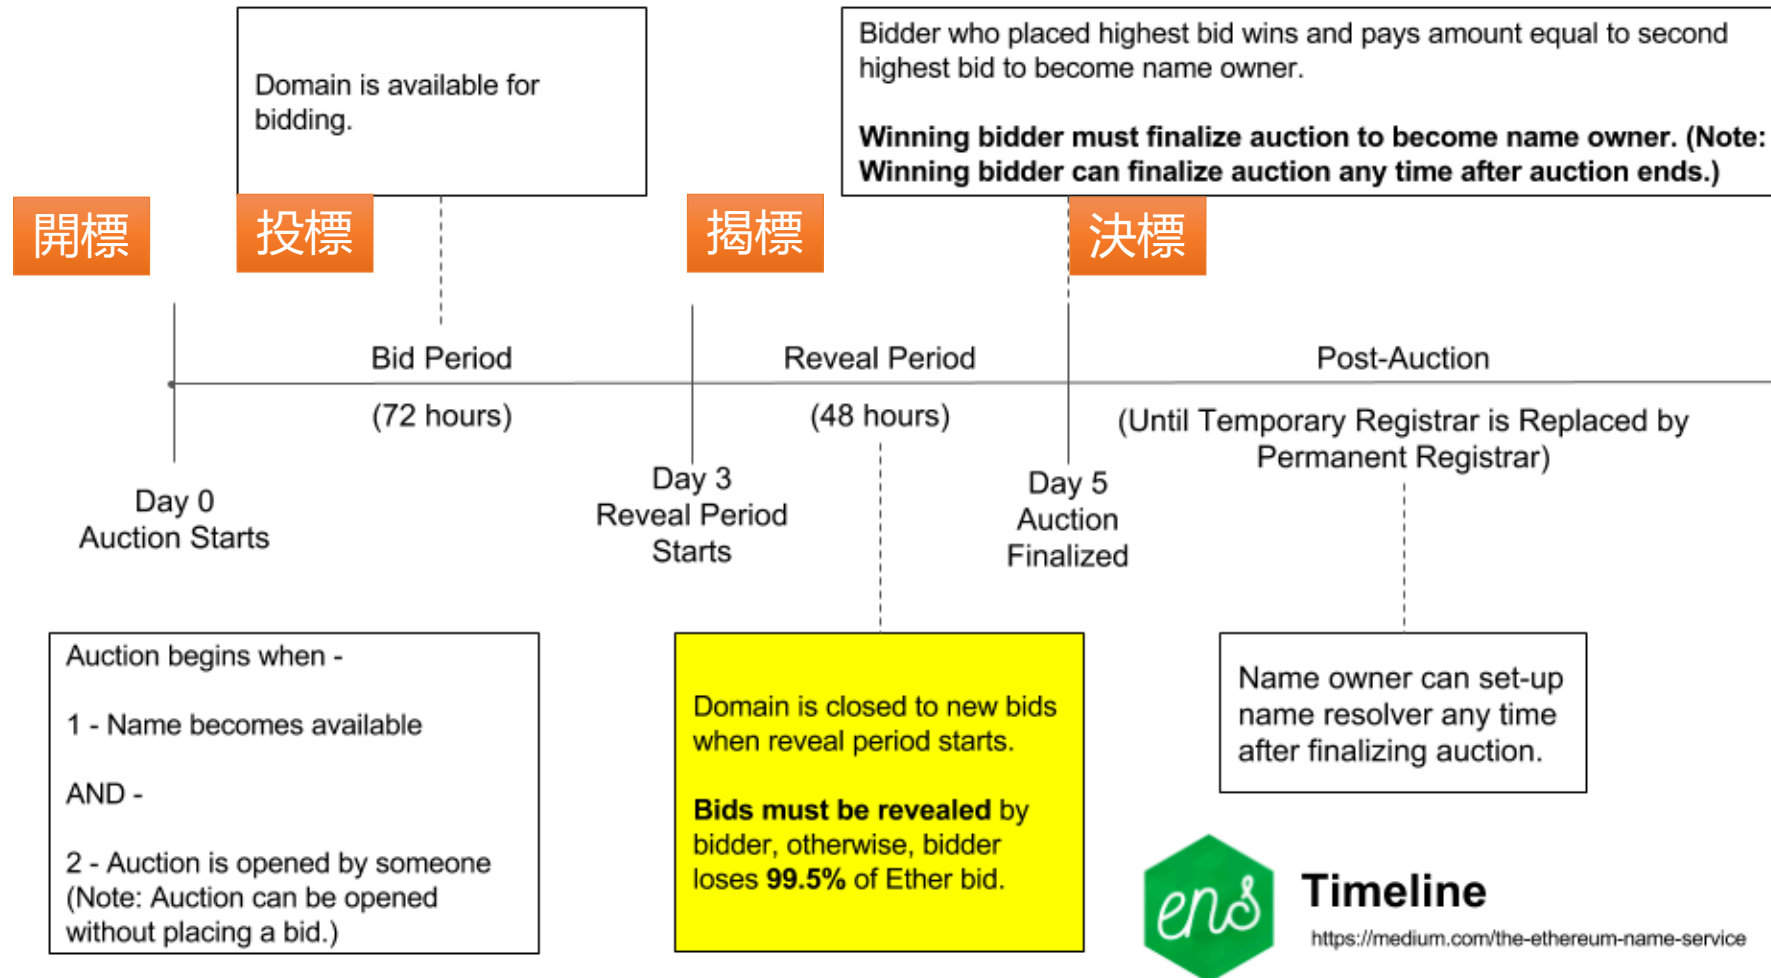 Domain is available for
bidding.
Bidder who placed highest bid wins and pays amount equal to second
highest bid to become name owner.
Winning bidder must finalize auction to become name owner. (Note:
Winning bidder can finalize auction any time after auction ends.)
開標
投標
揭標
決標
Bid Period
(72 hours)
Reveal Period
(48 hours)
Post-Auction
(Until Temporary Registrar is Replaced by
Permanent Registrar)
Day 0
Auction Starts
Day 3
Reveal Period
Starts
Day 5
Auction
Finalized
Auction begins when -
1 - Name becomes available
AND -
2 - Auction is opened by someone
(Note: Auction can be opened
without placing a bid.)
Domain is closed to new bids
when reveal period starts.
Bids must be revealed by
bidder, otherwise, bidder
loses 99.5% of Ether bid.
Name owner can set-up
name resolver any time
after finalizing auction.
ens
Timeline
https://medium.com/the-ethereum-name-service